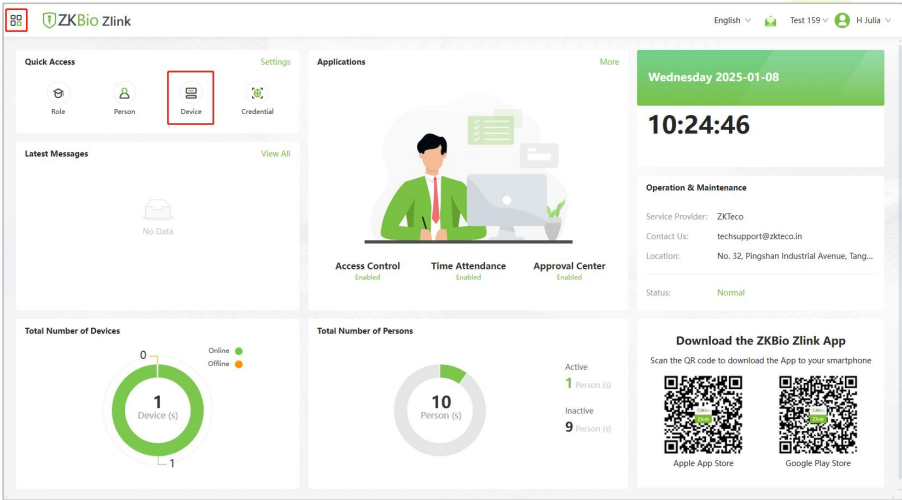 ZKBio Zlink
English
Test 159
H Julia
Quick Access
Settings
Role
Person
Device
Credential
Latest Messages
View All
No Data
Applications
More
Access Control
Enabled
Time Attendance
Enabled
Approval Center
Enabled
Wednesday 2025-01-08
10:24:46
Operation & Maintenance
Service Provider: ZKTeco
Contact Us: techsupport@zkteco.in
Location: No. 32, Pingshan Industrial Avenue, Tang...
Status: Normal
Total Number of Devices
Online
Offline
0
1
Device (s)
1
Total Number of Persons
10
Person (s)
Active
1 Person (s)
Inactive
9 Person (s)
Download the ZKBio Zlink App
Scan the QR code to download the App to your smartphone
ZKBio
Zlink
ZKBio
Zlink
Apple App Store
Google Play Store